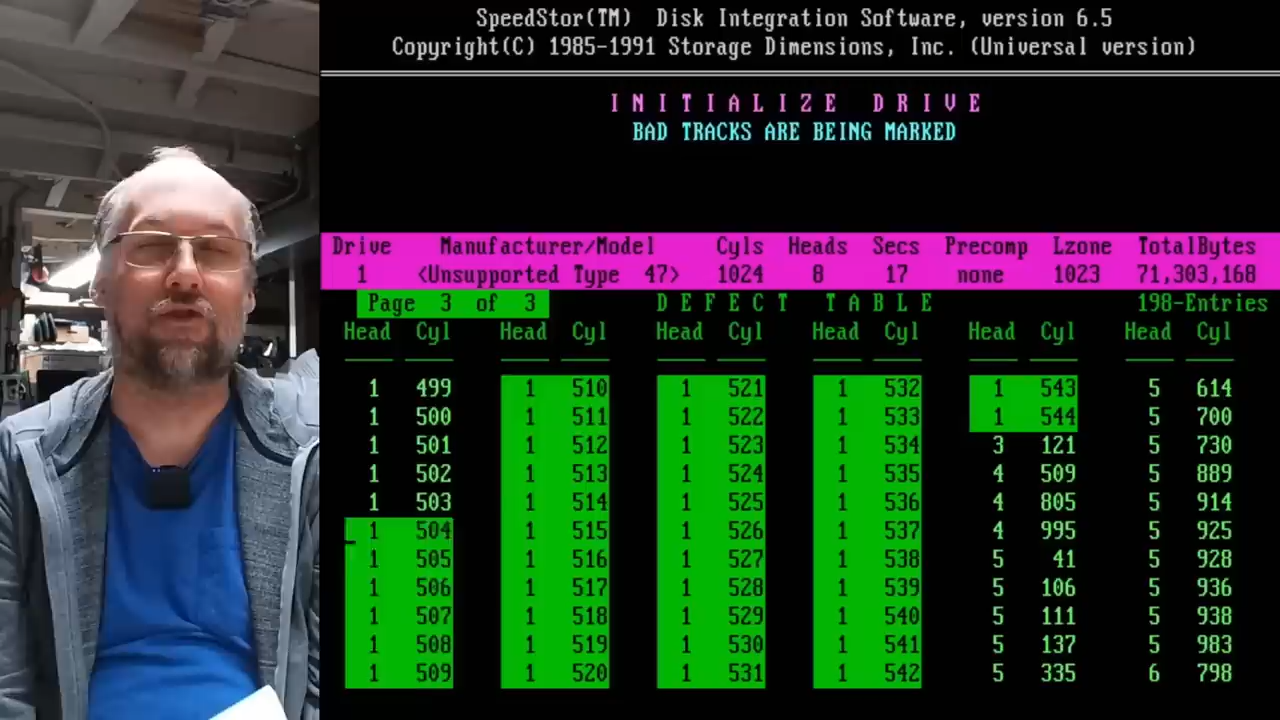 SpeedStor(TM) Disk Integration Software, version 6.5
Copyright(C) 1985-1991 Storage Dimensions, Inc. (Universal version)
INITIALIZE DRIVE
BAD TRACKS ARE BEING MARKED
Drive Manufacturer/Model Cyls Heads Secs Precomp Lzone TotalBytes
1 <Unsupported Type 47> 1024 8 17 none 1023 71,303,168
Page 3 of 3 DEFECT TABLE 198-Entries
Head Cyl Head Cyl Head Cyl Head Cyl Head Cyl Head Cyl
1 499 1 510 1 521 1 532 1 543 5 614
1 500 1 511 1 522 1 533 1 544 5 700
1 501 1 512 1 523 1 534 3 121 5 730
1 502 1 513 1 524 1 535 4 509 5 889
1 503 1 514 1 525 1 536 4 805 5 914
1 504 1 515 1 526 1 537 4 995 5 925
1 505 1 516 1 527 1 538 5 41 5 928
1 506 1 517 1 528 1 539 5 106 5 936
1 507 1 518 1 529 1 540 5 111 5 938
1 508 1 519 1 530 1 541 5 137 5 983
1 509 1 520 1 531 1 542 5 335 6 798